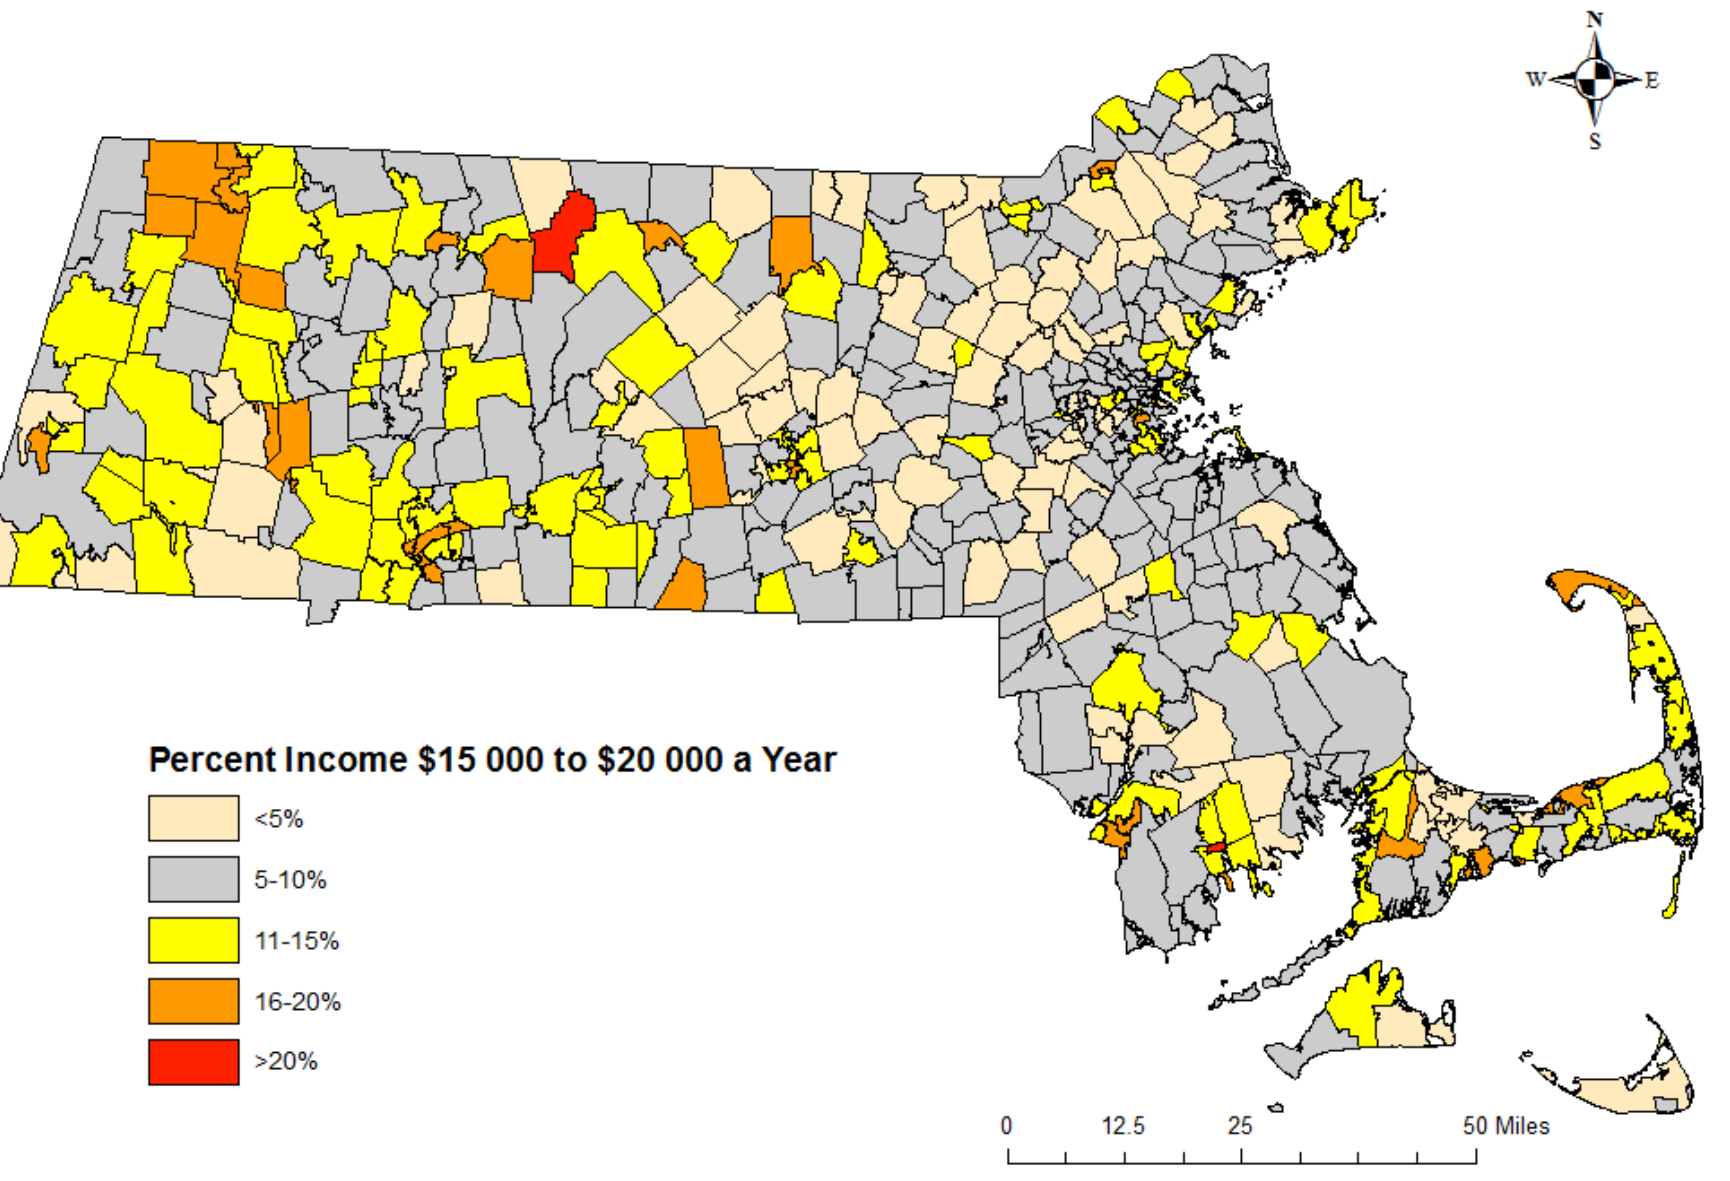 N
W E
S
Percent Income $15 000 to $20 000 a Year
<5%
5-10%
11-15%
16-20%
>20%
0 12.5 25 50 Miles